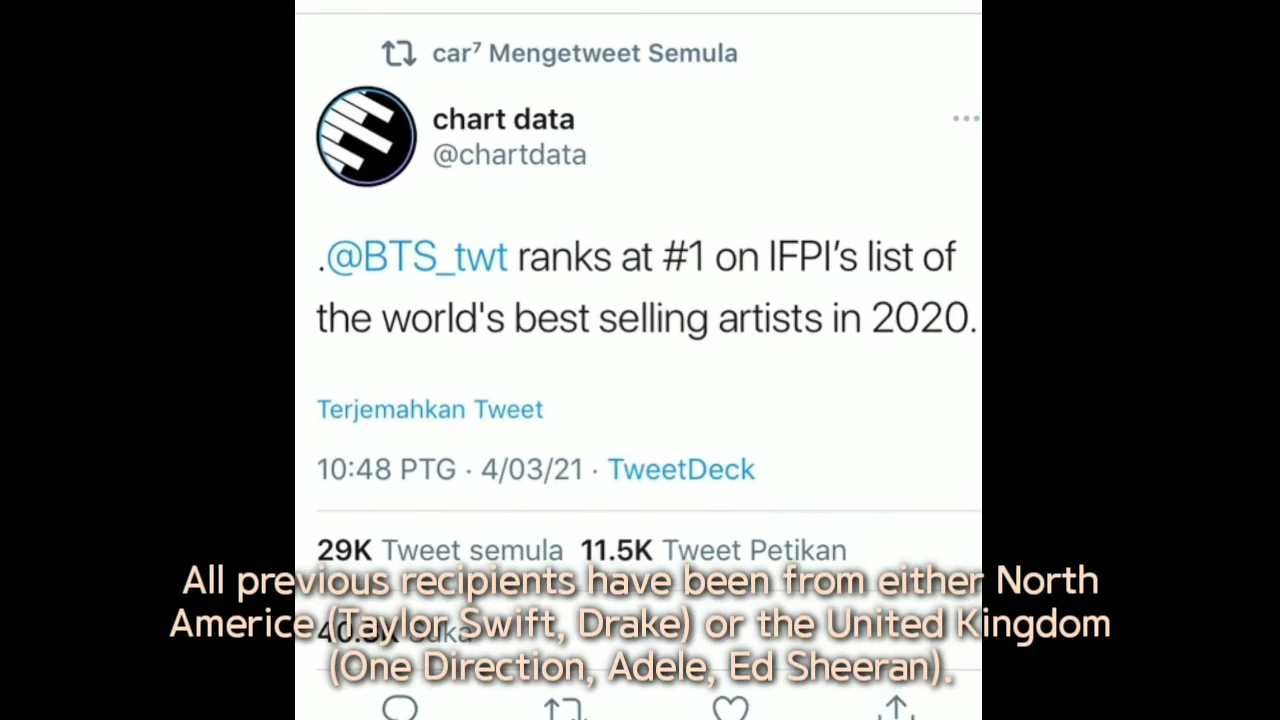 car⁷ Mengetweet Semula
chart data
@chartdata
.@BTS_twt ranks at #1 on IFPI's list of
the world's best selling artists in 2020.
Terjemahkan Tweet
10:48 PTG · 4/03/21 · TweetDeck
29K Tweet semula 11.5K Tweet Petikan
All previous recipients have been from either North
Americe (Taylor Swift, Drake) or the United Kingdom
(One Direction, Adele, Ed Sheeran).